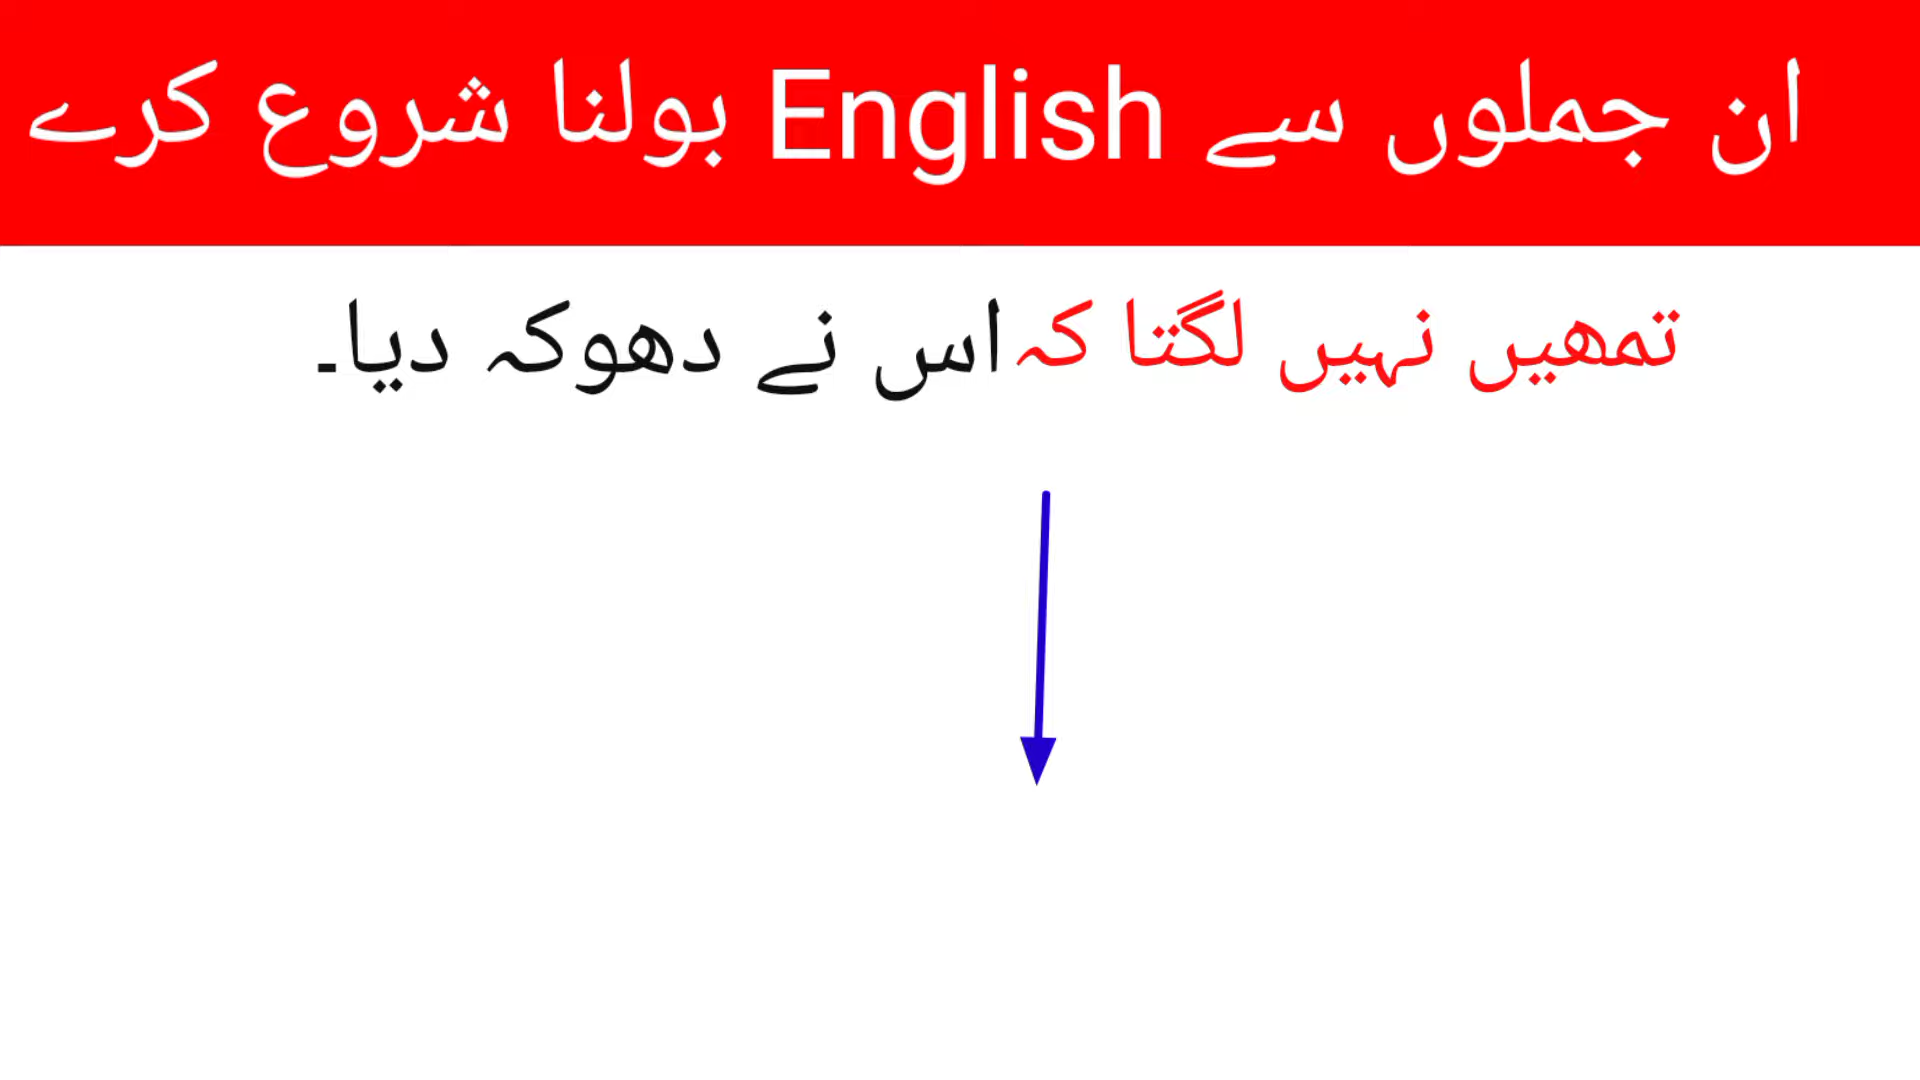 ان جملوں سے English بولنا شروع کرے
تمھیں نہیں لگتا کہ اس نے دھوکہ دیا۔